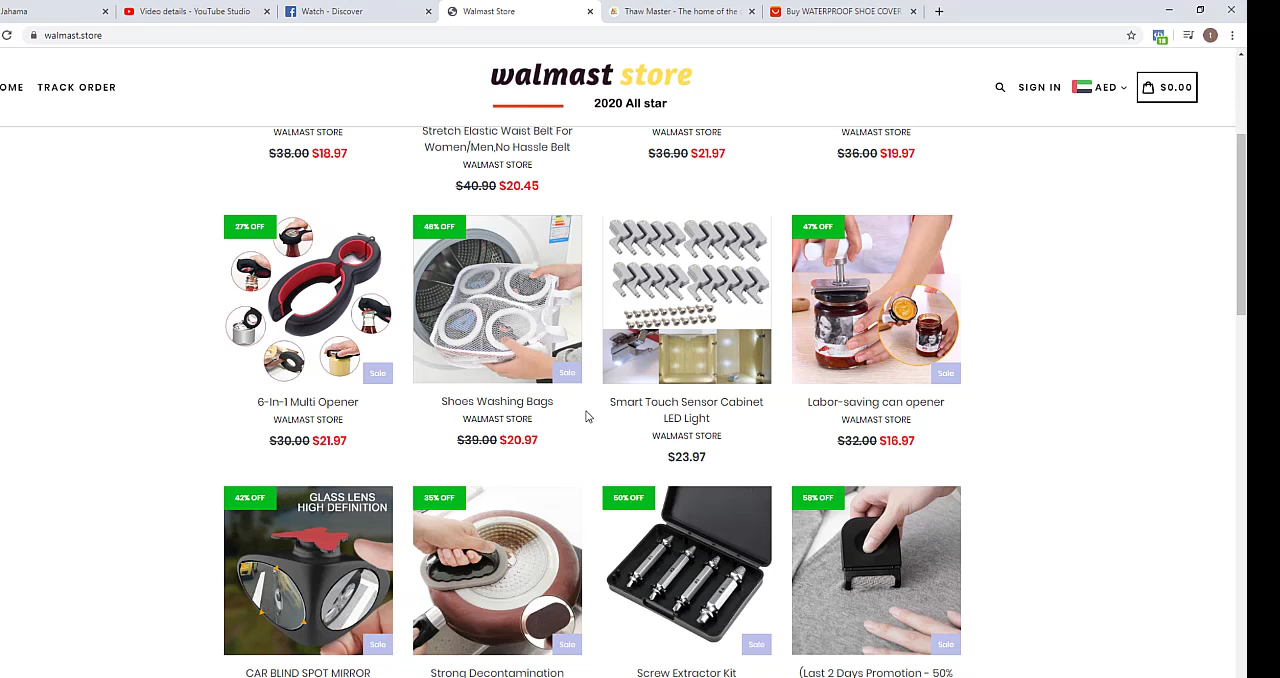 Jahama
Video details - YouTube Studio
Watch - Discover
Walmast Store
Thaw Master - The home of the
Buy WATERPROOF SHOE COVER
18
t
walmast.store
OME
TRACK ORDER
walmast store
2020 All star
SIGN IN
AED
$0.00
WALMAST STORE
$38.00 $18.97
Stretch Elastic Waist Belt For
Women/Men,No Hassle Belt
WALMAST STORE
$40.90 $20.45
WALMAST STORE
$36.90 $21.97
WALMAST STORE
$36.00 $19.97
27% OFF
Sale
6-In-1 Multi Opener
WALMAST STORE
$30.00 $21.97
46% OFF
Sale
Shoes Washing Bags
WALMAST STORE
$39.00 $20.97
Smart Touch Sensor Cabinet
LED Light
WALMAST STORE
$23.97
47% OFF
Sale
Labor-saving can opener
WALMAST STORE
$32.00 $16.97
42% OFF
GLASS LENS
HIGH DEFINITION
Sale
CAR BLIND SPOT MIRROR
35% OFF
Sale
Strong Decontamination
50% OFF
Sale
Screw Extractor Kit
58% OFF
Sale
(Last 2 Days Promotion - 50%